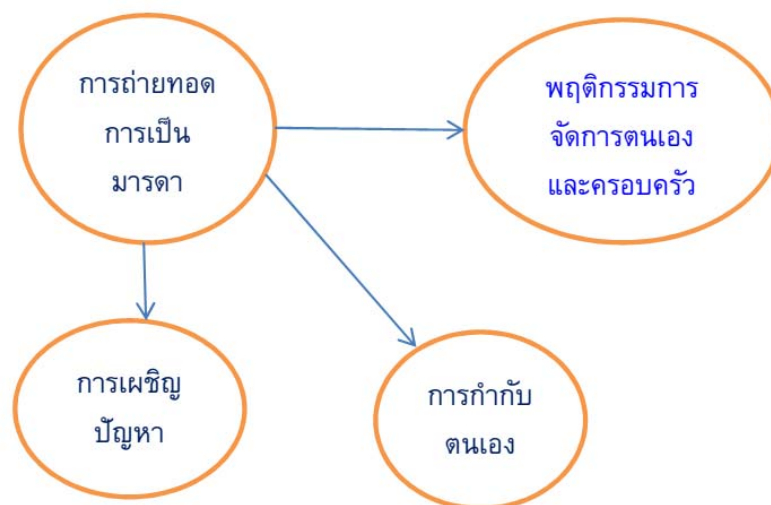 การถ่ายทอด
การเป็น
มารดา
พฤติกรรมการ
จัดการตนเอง
และครอบครัว
การเผชิญ
ปัญหา
การกำกับ
ตนเอง